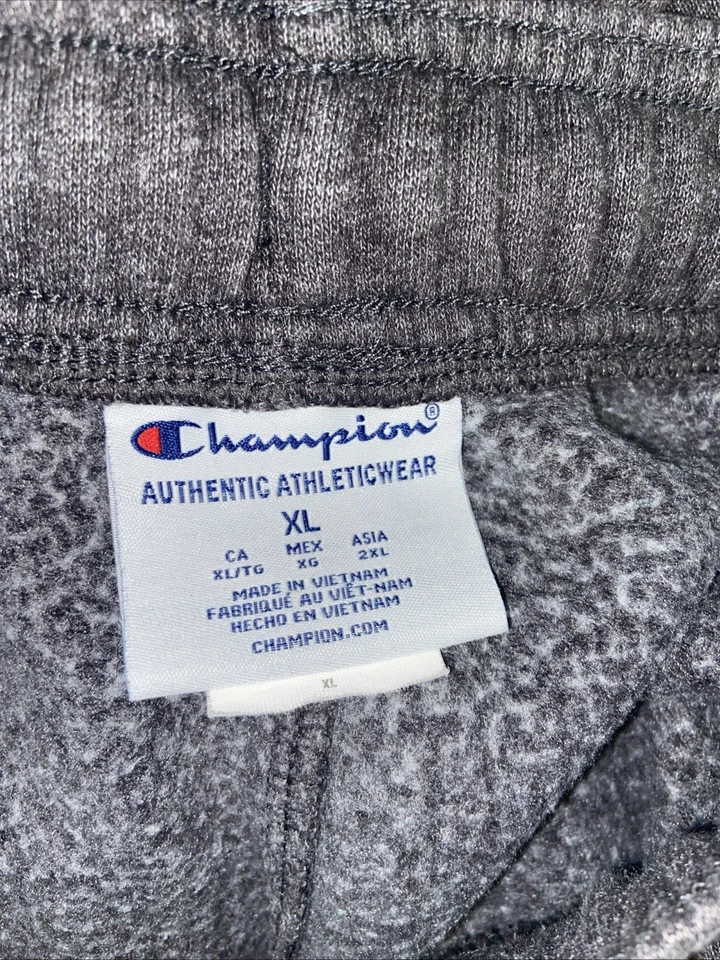 Champion®
AUTHENTIC ATHLETICWEAR
XL
CA MEX ASIA
XL/TG XG 2XL
MADE IN VIETNAM
FABRIQUÉ AU VIÊT-NAM
HECHO EN VIETNAM
CHAMPION.COM
XL